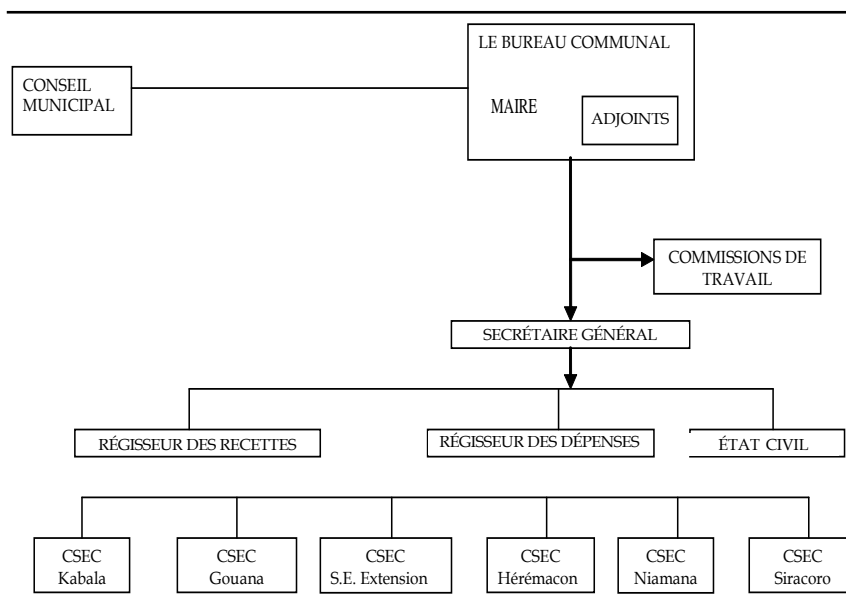 LE BUREAU COMMUNAL
CONSEIL
MUNICIPAL
MAIRE
ADJOINTS
COMMISSIONS DE
TRAVAIL
SECRÉTAIRE GÉNÉRAL
RÉGISSEUR DES RECETTES
RÉGISSEUR DES DÉPENSES
ÉTAT CIVIL
CSEC
Kabala
CSEC
Gouana
CSEC
S.E. Extension
CSEC
Hérémacon
CSEC
Niamana
CSEC
Siracoro